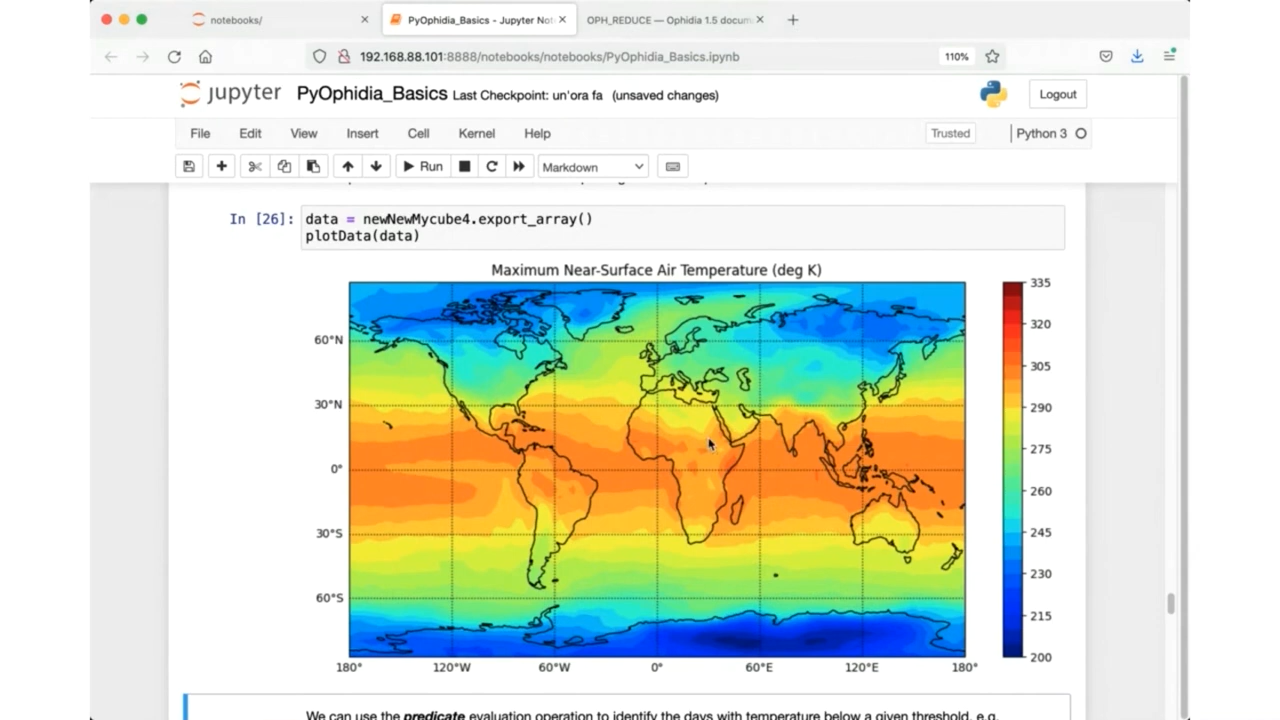 notebooks/
PyOphidia_Basics - Jupyter Not
OPH_REDUCE — Ophidia 1.5 docum
192.168.88.101:8888/notebooks/notebooks/PyOphidia_Basics.ipynb
110%
jupyter
PyOphidia_Basics Last Checkpoint: un'ora fa (unsaved changes)
Logout
File Edit View Insert Cell Kernel Help
Trusted
Python 3
Run
Markdown
In [26]: data = newNewMycube4.export_array()
plotData(data)
Maximum Near-Surface Air Temperature (deg K)
60°N
30°N
0°
30°S
60°S
180° 120°W 60°W 0° 60°E 120°E 180°
335
320
305
290
275
260
245
230
215
200
We can use the predicate evaluation operation to identify the days with temperature below a given threshold, e.g.